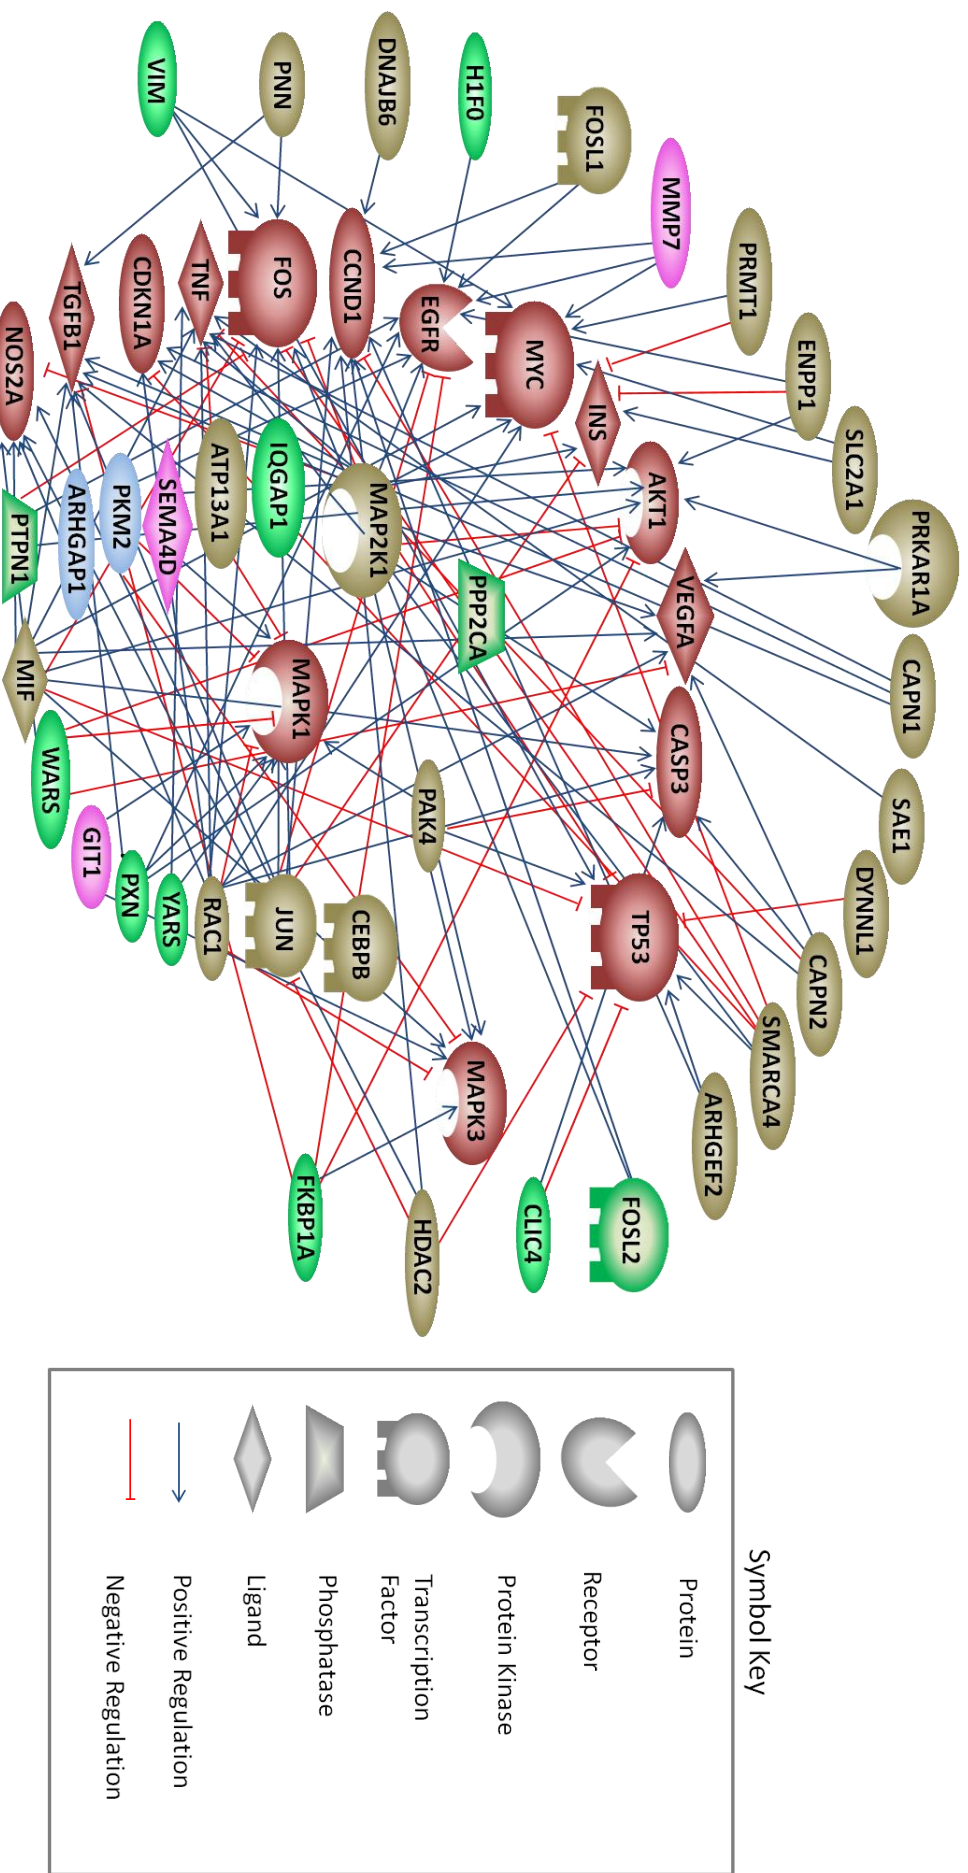 PRKAR1A
CAPN1
SAE1
SLC2A1
DYNNL1
ENPP1
CAPN2
PRMT1
SMARCA4
ARHGEF2
MMP7
VEGFA
CASP3
AKT1
TP53
FOSL2
FOSL1
INS
MYC
CLIC4
H1F0
PPP2CA
MAPK3
EGFR
PAK4
HDAC2
DNAJB6
CCND1
MAP2K1
CEBPB
PNN
FOS
IQGAP1
MAPK1
JUN
FKBP1A
TNF
ATP13A1
RAC1
VIM
CDKN1A
SEMA4D
YARS
PKM2
PXN
TGFB1
ARHGAP1
GIT1
WARS
NOS2A
PTPN1
MIF
Symbol Key
Protein
Receptor
Protein Kinase
Transcription
Factor
Phosphatase
Ligand
Positive Regulation
Negative Regulation